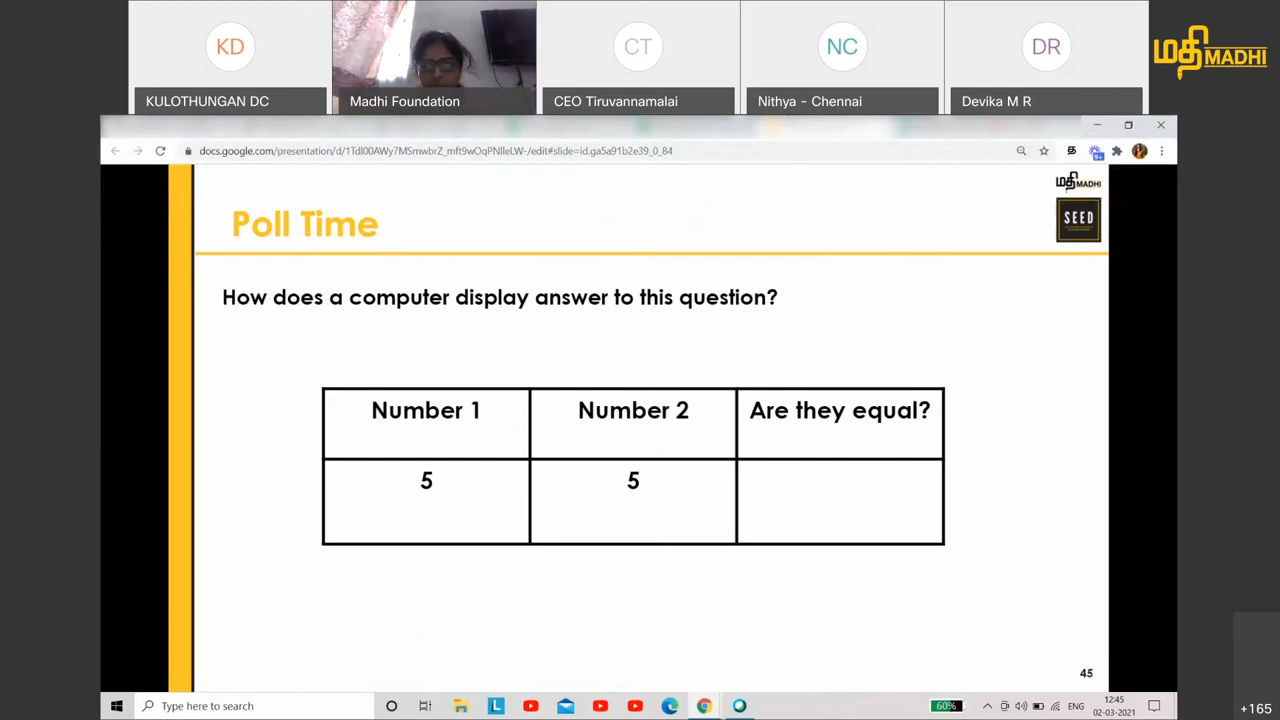 KD
CT
NC
DR
மதி MADHI
KULOTHUNGAN DC
Madhi Foundation
CEO Tiruvannamalai
Nithya - Chennai
Devika M R
docs.google.com/presentation/d/1Tdl00AWy7MSmwbrZ_mft9wOqPNlleLW-/edit#slide=id.ga5a91b2e39_0_84
த
9+
மதி MADHI
Poll Time
SEED
How does a computer display answer to this question?
Number 1 Number 2 Are they equal?
5 5
45
Type here to search
L
60%
ENG
12:45
02-03-2021
+165